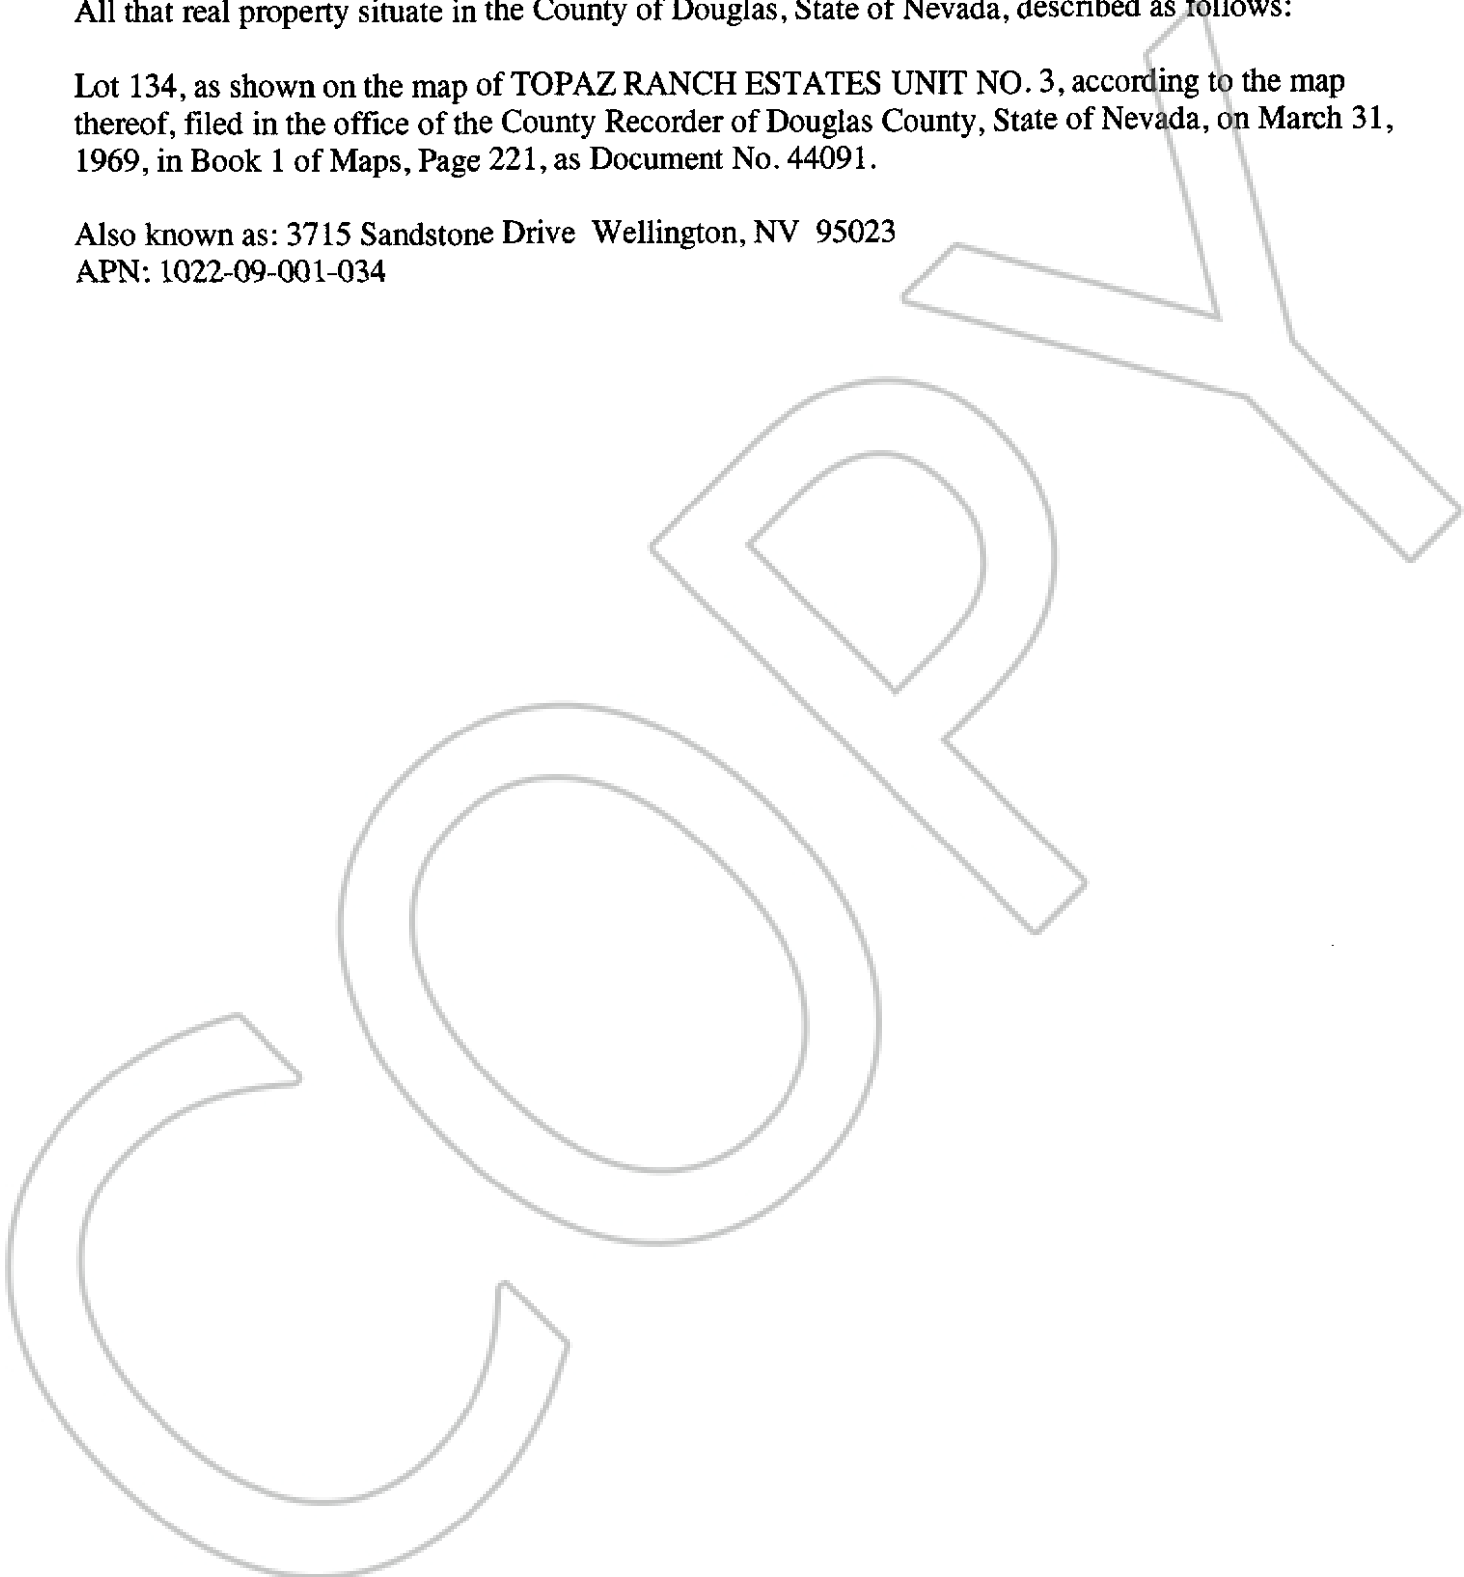 All that real property situate in the County of Douglas, State of Nevada, described as follows:
Lot 134, as shown on the map of TOPAZ RANCH ESTATES UNIT NO. 3, according to the map
thereof, filed in the office of the County Recorder of Douglas County, State of Nevada, on March 31,
1969, in Book 1 of Maps, Page 221, as Document No. 44091.
Also known as: 3715 Sandstone Drive Wellington, NV 95023
APN: 1022-09-001-034
COPY